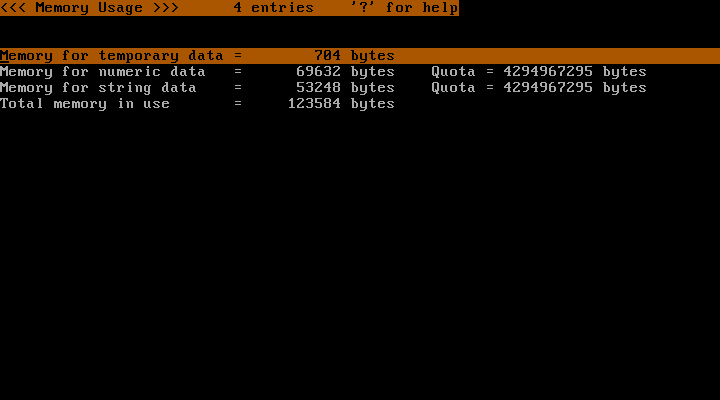 <<< Memory Usage >>>      4 entries    '?' for help
Memory for temporary data =        704 bytes
Memory for numeric data   =      69632 bytes    Quota = 4294967295 bytes
Memory for string data    =      53248 bytes    Quota = 4294967295 bytes
Total memory in use       =     123584 bytes